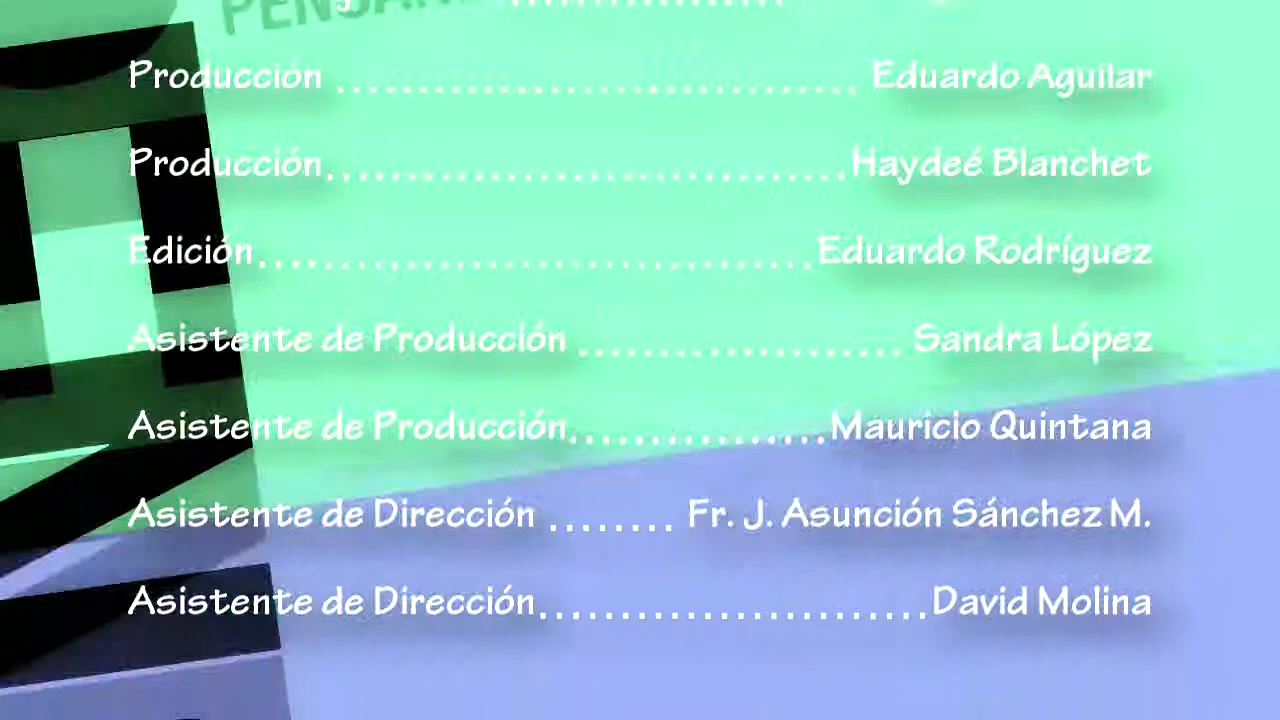 Producción ........................................ Eduardo Aguilar
Producción........................................Haydeé Blanchet
Edición...........................................Eduardo Rodríguez
Asistente de Producción ......................... Sandra López
Asistente de Producción....................Mauricio Quintana
Asistente de Dirección ........ Fr. J. Asunción Sánchez M.
Asistente de Dirección..............................David Molina